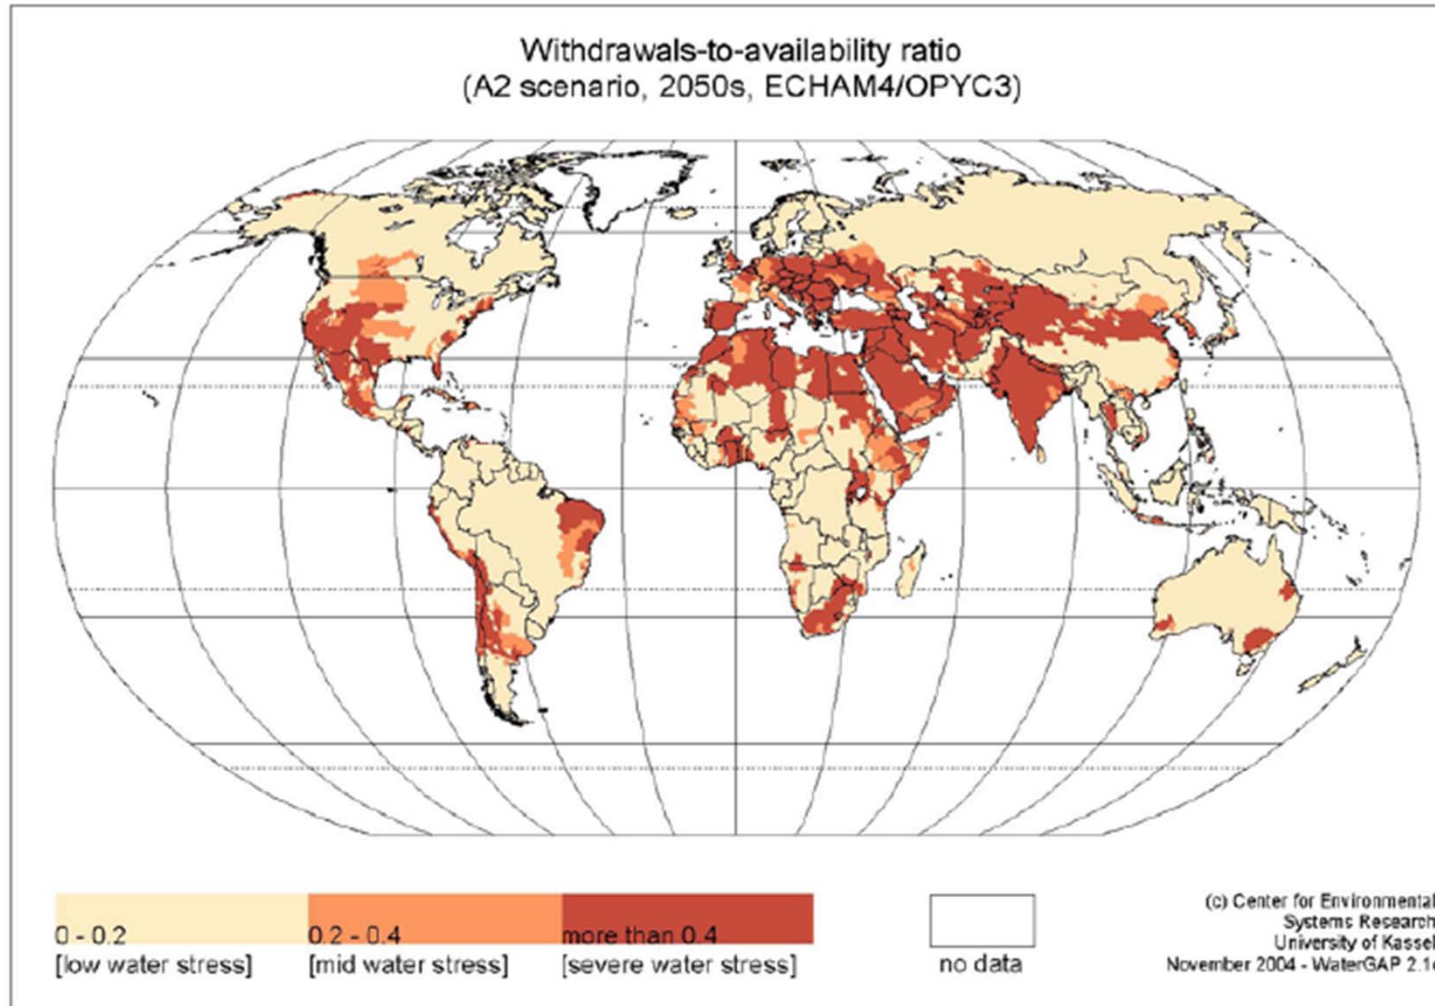 Withdrawals-to-availability ratio
(A2 scenario, 2050s, ECHAM4/OPYC3)
0 - 0.2
0.2 - 0.4
more than 0.4
[low water stress]
[mid water stress]
[severe water stress]
no data
(c) Center for Environmental
Systems Research
University of Kassel
November 2004 - WaterGAP 2.1